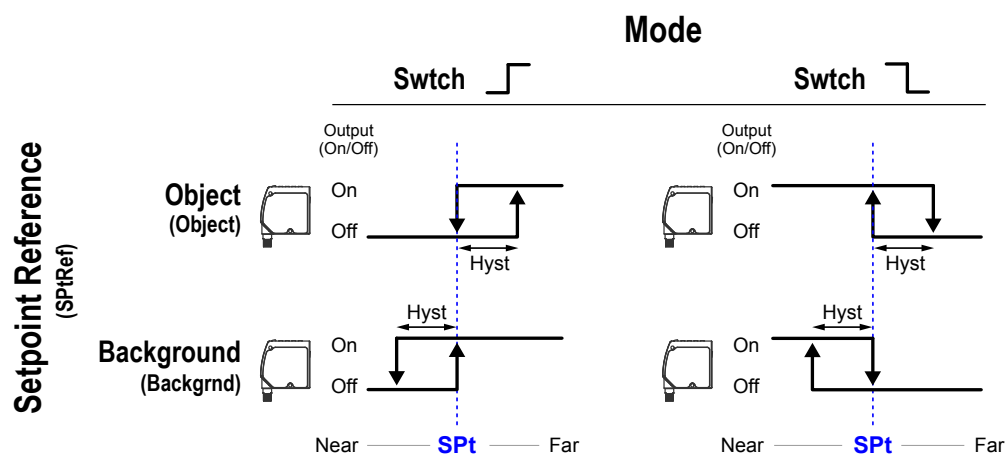 Mode
Swtch
Swtch
Setpoint Reference
(SPtRef)
Output
(On/Off)
Output
(On/Off)
Object
(Object)
On
Off
Hyst
On
Off
Hyst
Background
(Backgrnd)
Hyst
On
Off
Hyst
On
Off
Near SPt Far
Near SPt Far